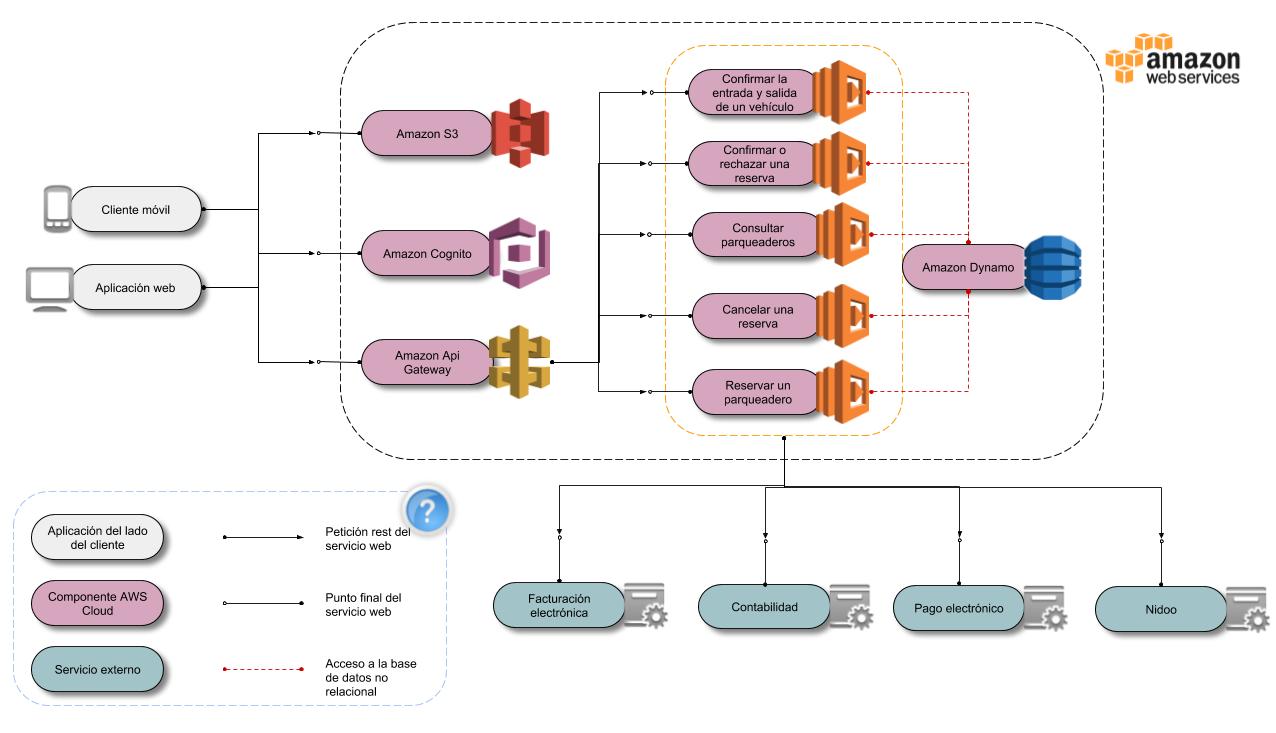 amazon
web services
Confirmar la
entrada y salida
de un vehículo
Amazon S3
Confirmar o
rechazar una
reserva
Cliente móvil
Consultar
parqueaderos
Amazon Cognito
Amazon Dynamo
Aplicación web
Cancelar una
reserva
Amazon Api
Gateway
Reservar un
parqueadero
?
Aplicación del lado
del cliente
Petición rest del
servicio web
Componente AWS
Cloud
Punto final del
servicio web
Servicio externo
Acceso a la base
de datos no
relacional
Facturación
electrónica
Contabilidad
Pago electrónico
Nidoo